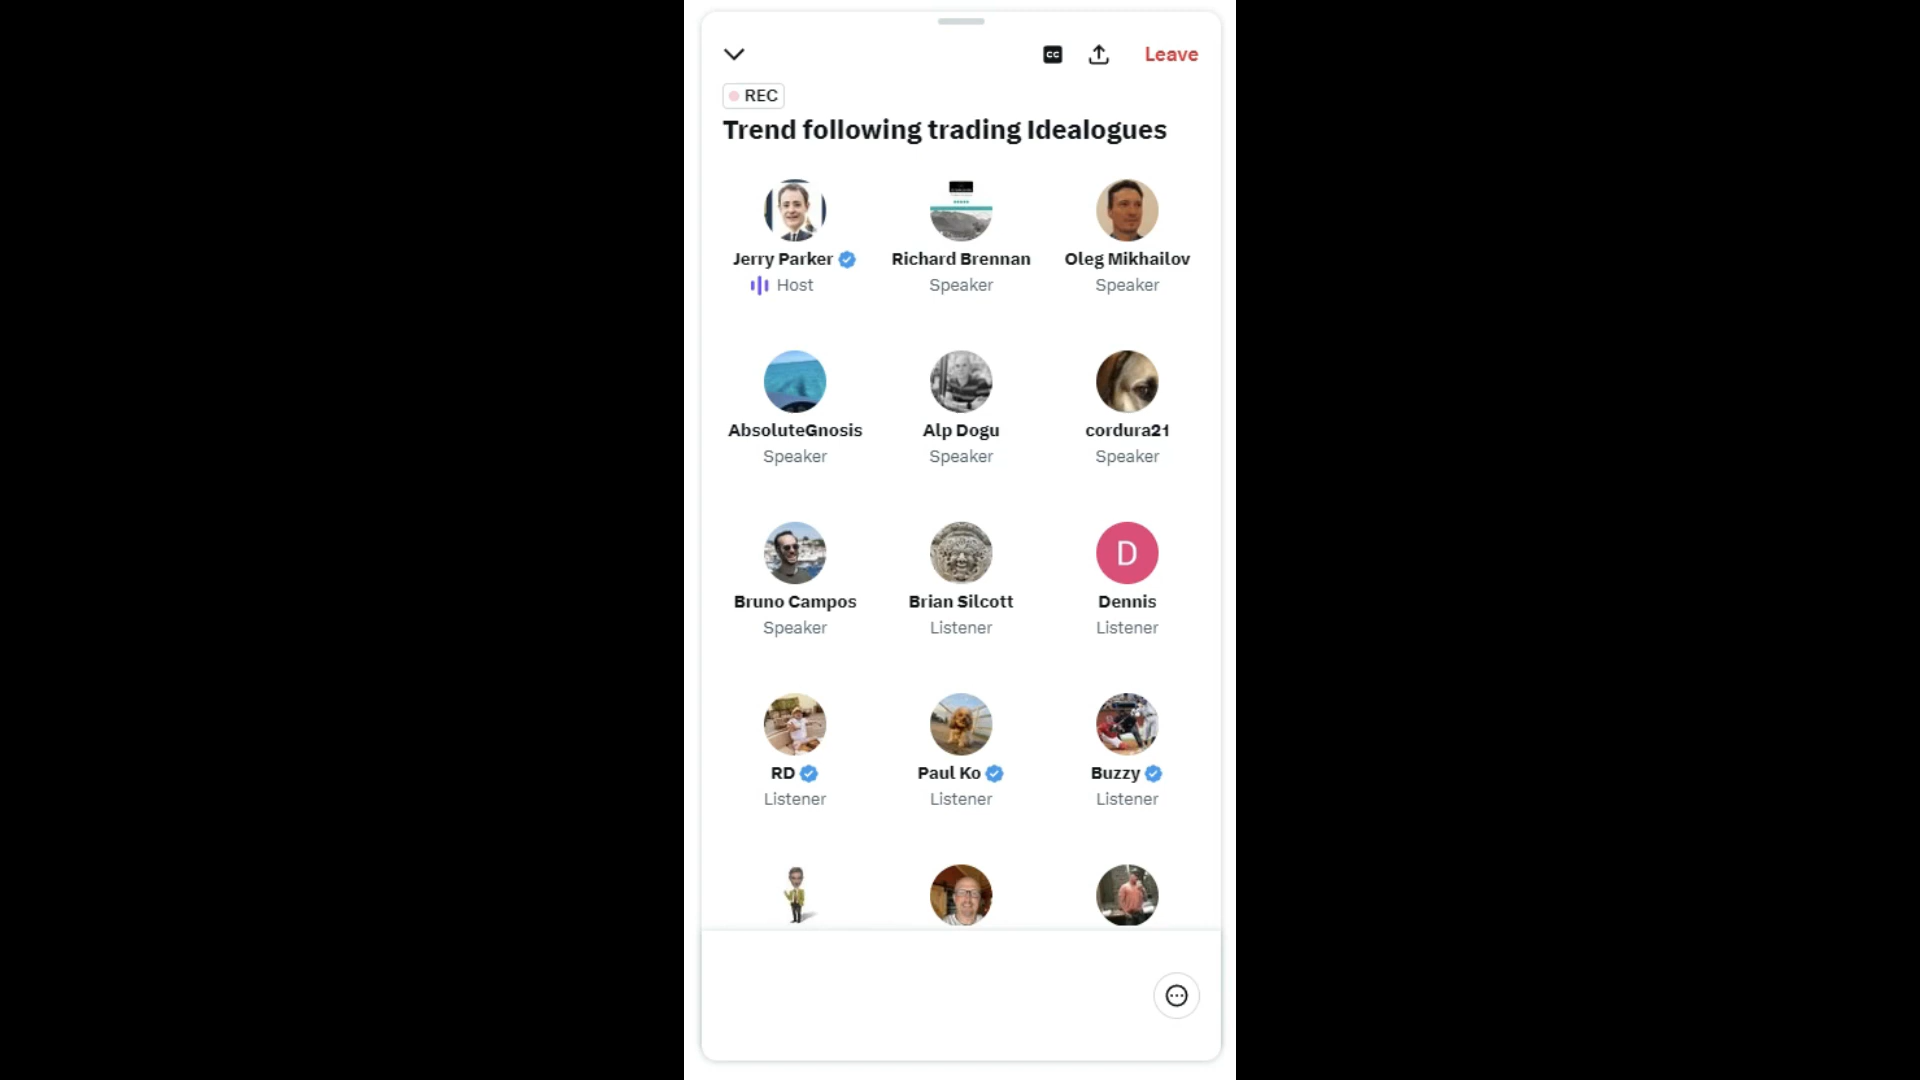 CC
Leave
REC
Trend following trading Idealogues
Jerry Parker
Richard Brennan
Oleg Mikhailov
Host
Speaker
Speaker
AbsoluteGnosis
Alp Dogu
cordura21
Speaker
Speaker
Speaker
D
Bruno Campos
Brian Silcott
Dennis
Speaker
Listener
Listener
RD
Paul Ko
Buzzy
Listener
Listener
Listener